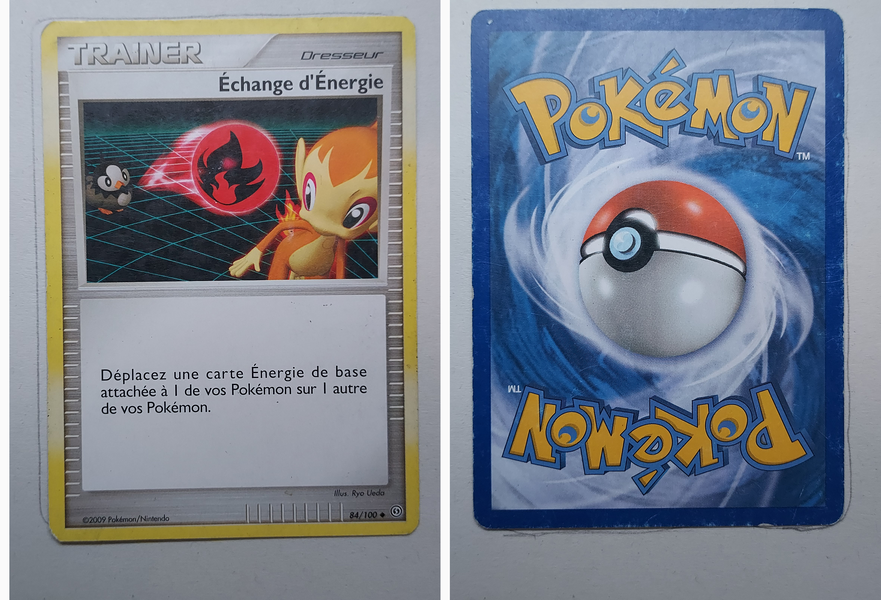 TRAINER
Dresseur
Échange d'Énergie
Déplacez une carte Énergie de base
attachée à 1 de vos Pokémon sur 1 autre
de vos Pokémon.
Illus. Ryo Ueda
©2009 Pokémon/Nintendo
84/100
POKéMON
TM
TM
POKéMON